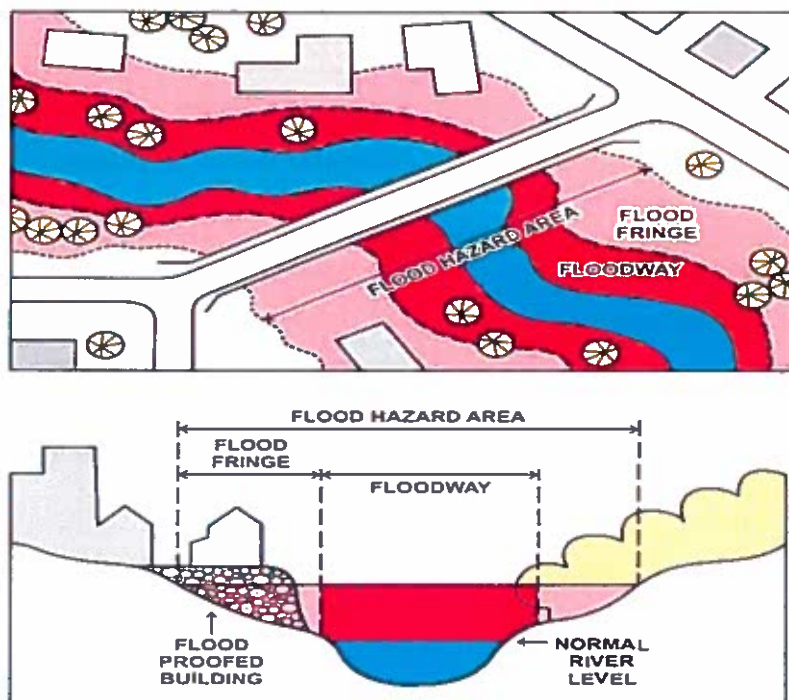 FLOOD
FRINGE
FLOODWAY
FLOOD HAZARD AREA
FLOOD HAZARD AREA
FLOOD
FRINGE
FLOODWAY
FLOOD
PROOFED
BUILDING
NORMAL
RIVER
LEVEL